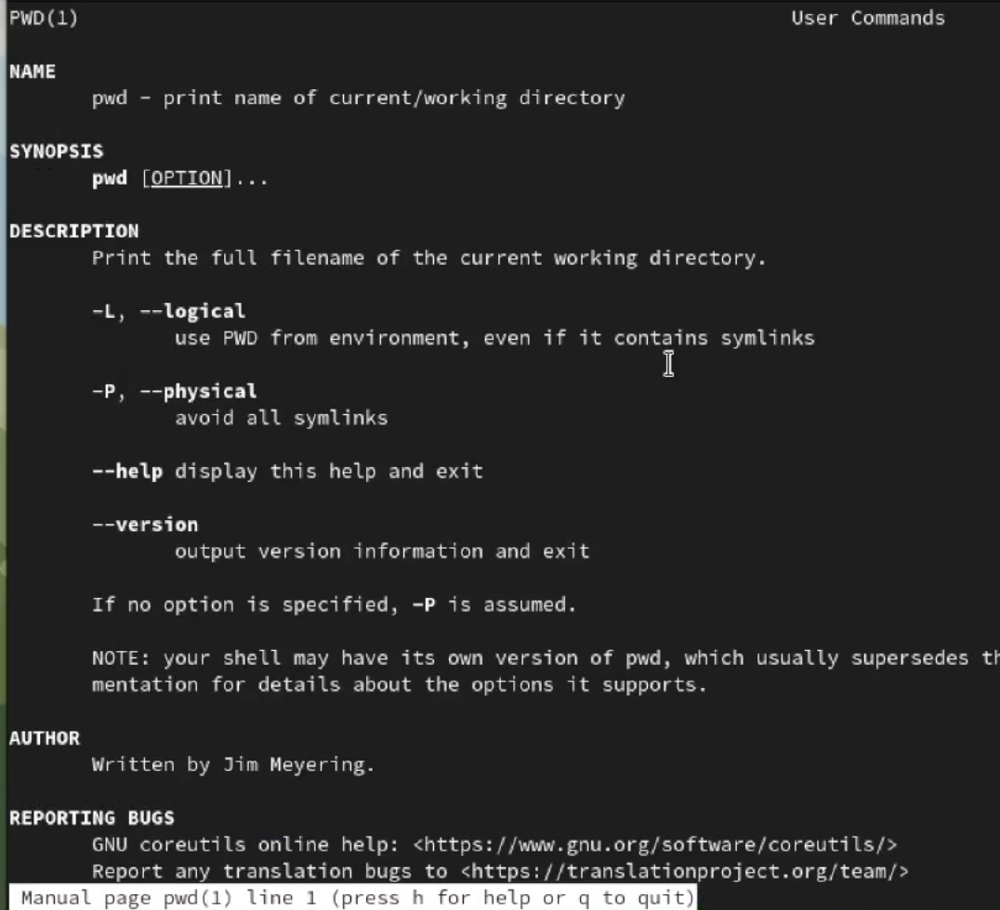 PWD(1) User Commands
NAME
pwd - print name of current/working directory
SYNOPSIS
pwd [OPTION]...
DESCRIPTION
Print the full filename of the current working directory.
-L, --logical
use PWD from environment, even if it contains symlinks
-P, --physical
avoid all symlinks
--help display this help and exit
--version
output version information and exit
If no option is specified, -P is assumed.
NOTE: your shell may have its own version of pwd, which usually supersedes
mentation for details about the options it supports.
AUTHOR
Written by Jim Meyering.
REPORTING BUGS
GNU coreutils online help: <https://www.gnu.org/software/coreutils/>
Report any translation bugs to <https://translationproject.org/team/>
Manual page pwd(1) line 1 (press h for help or q to quit)